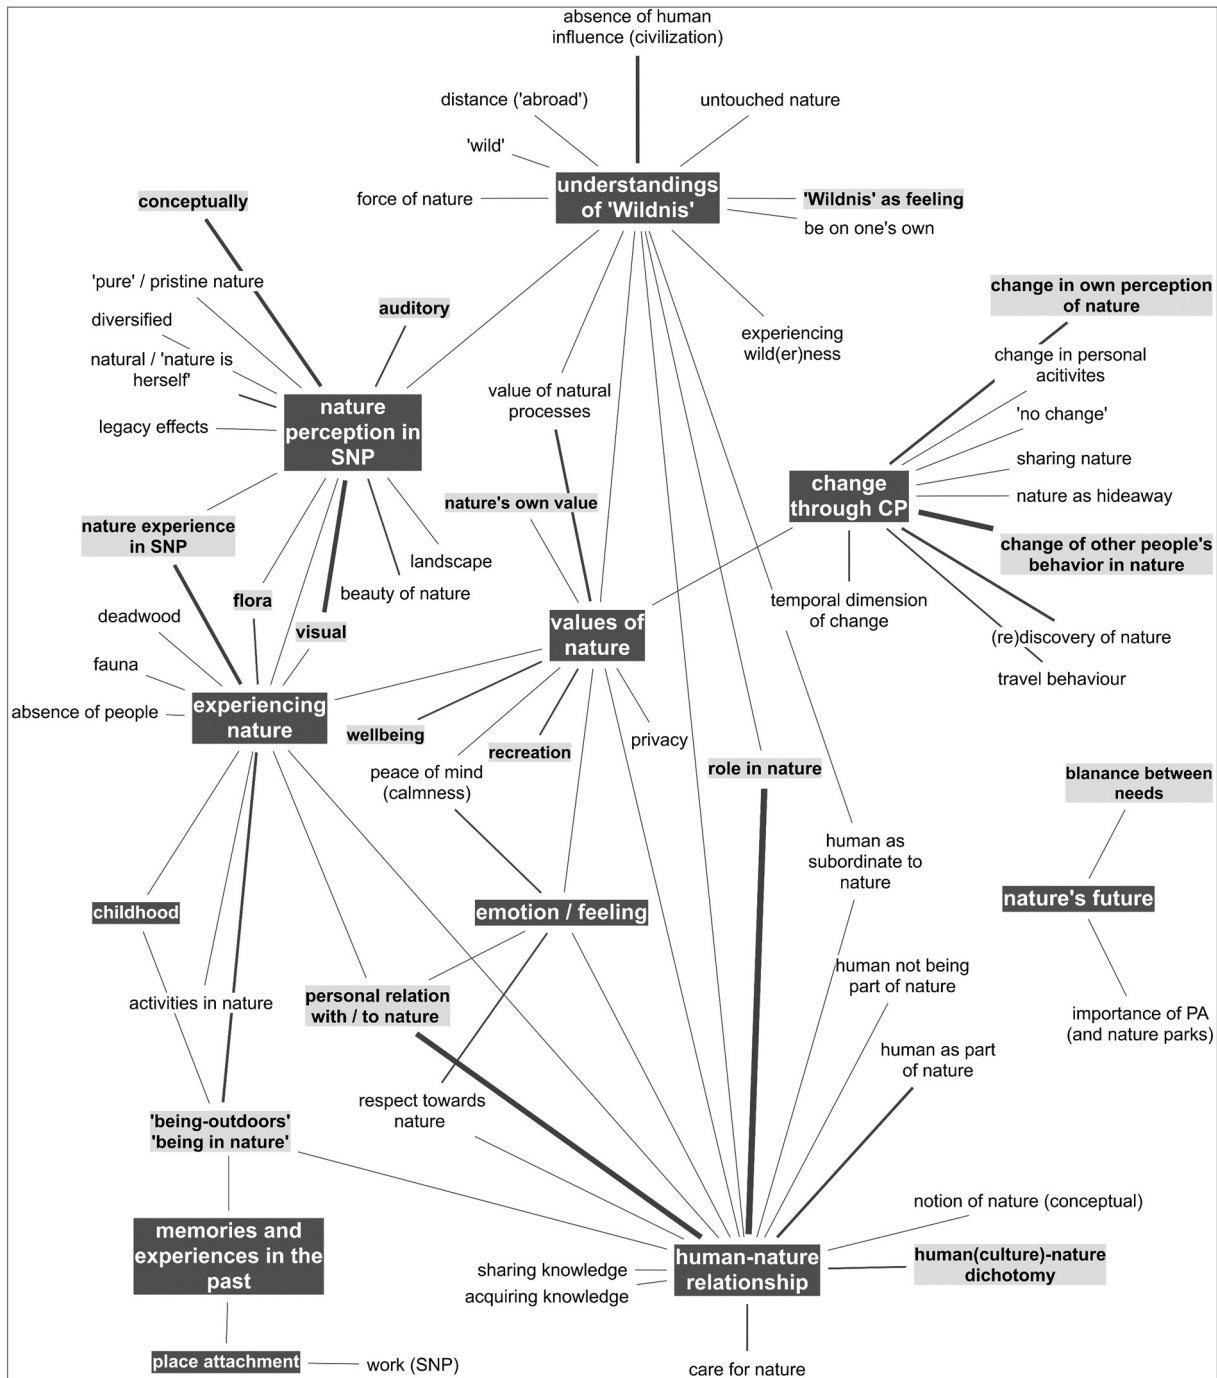 absence of human
influence (civilization)
distance ('abroad')
untouched nature
'wild'
understandings
of 'Wildnis'
force of nature
'Wildnis' as feeling
be on one's own
conceptually
'pure' / pristine nature
auditory
diversified
natural / 'nature is
herself'
legacy effects
nature
perception in
SNP
experiencing
wild(er)ness
value of natural
processes
change in own perception
of nature
change in personal
acitivites
'no change'
sharing nature
nature as hideaway
change
through CP
change of other people's
behavior in nature
nature's own value
nature experience
in SNP
landscape
beauty of nature
flora
visual
deadwood
fauna
absence of people
experiencing
nature
values of
nature
temporal dimension
of change
(re)discovery of nature
travel behaviour
wellbeing
recreation
privacy
peace of mind
(calmness)
role in nature
blanance between
needs
human as
subordinate to
nature
nature's future
childhood
emotion / feeling
activities in nature
personal relation
with / to nature
human not being
part of nature
importance of PA
(and nature parks)
human as part
of nature
respect towards
nature
'being-outdoors'
'being in nature'
memories and
experiences in the
past
notion of nature (conceptual)
human-nature
relationship
human(culture)-nature
dichotomy
sharing knowledge
acquiring knowledge
place attachment
work (SNP)
care for nature